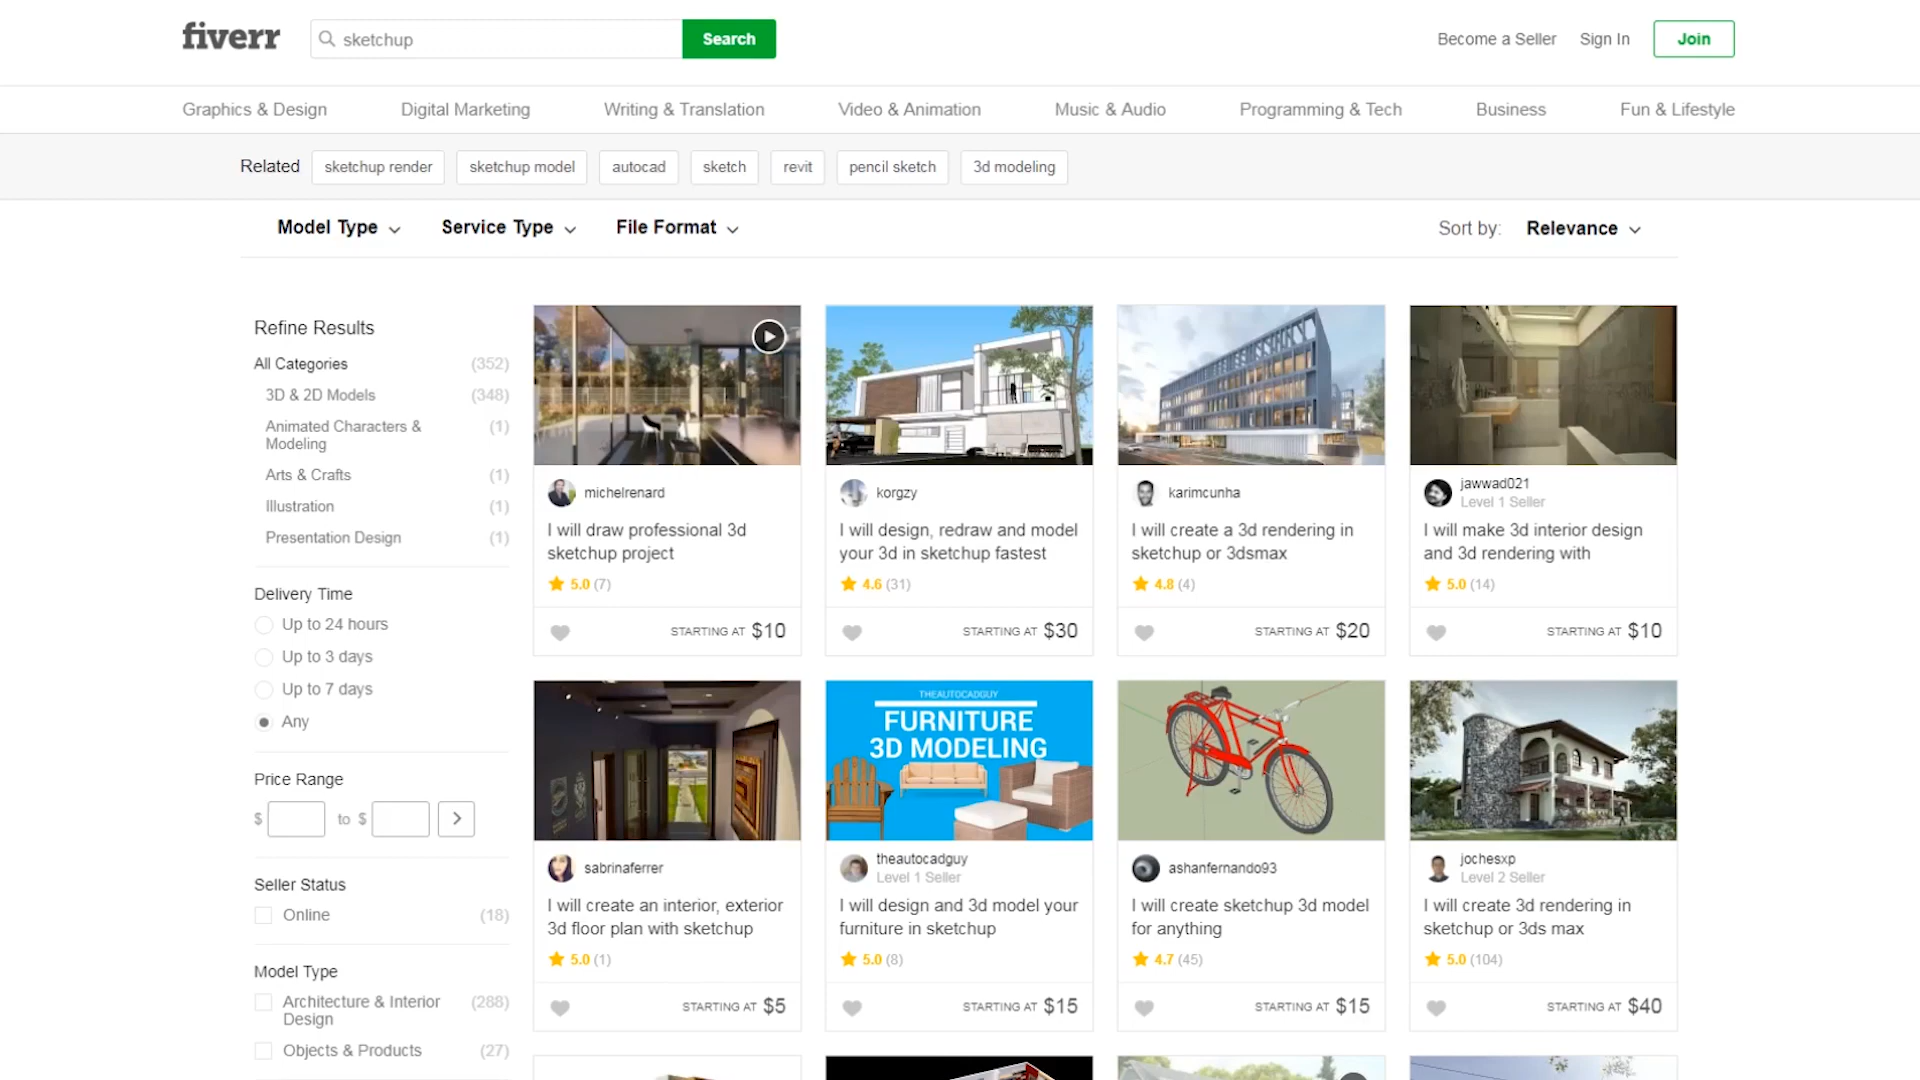 fiverr
sketchup
Search
Become a Seller
Sign In
Join
Graphics & Design
Digital Marketing
Writing & Translation
Video & Animation
Music & Audio
Programming & Tech
Business
Fun & Lifestyle
Related
sketchup render
sketchup model
autocad
sketch
revit
pencil sketch
3d modeling
Model Type
Service Type
File Format
Sort by: Relevance
Refine Results
All Categories (352)
3D & 2D Models (348)
Animated Characters & (1)
Modeling
Arts & Crafts (1)
Illustration (1)
Presentation Design (1)
Delivery Time
Up to 24 hours
Up to 3 days
Up to 7 days
Any
Price Range
$ to $
Seller Status
Online (18)
Model Type
Architecture & Interior (288)
Design
Objects & Products (27)
michelrenard
I will draw professional 3d
sketchup project
5.0 (7)
STARTING AT $10
korgzy
I will design, redraw and model
your 3d in sketchup fastest
4.6 (31)
STARTING AT $30
karimcunha
I will create a 3d rendering in
sketchup or 3dsmax
4.8 (4)
STARTING AT $20
jawwad021
Level 1 Seller
I will make 3d interior design
and 3d rendering with
5.0 (14)
STARTING AT $10
sabrinaferrer
I will create an interior, exterior
3d floor plan with sketchup
5.0 (1)
STARTING AT $5
THEAUTOCADGUY
FURNITURE
3D MODELING
theautocadguy
Level 1 Seller
I will design and 3d model your
furniture in sketchup
5.0 (8)
STARTING AT $15
ashanfernando93
I will create sketchup 3d model
for anything
4.7 (45)
STARTING AT $15
jochesxp
Level 2 Seller
I will create 3d rendering in
sketchup or 3ds max
5.0 (104)
STARTING AT $40